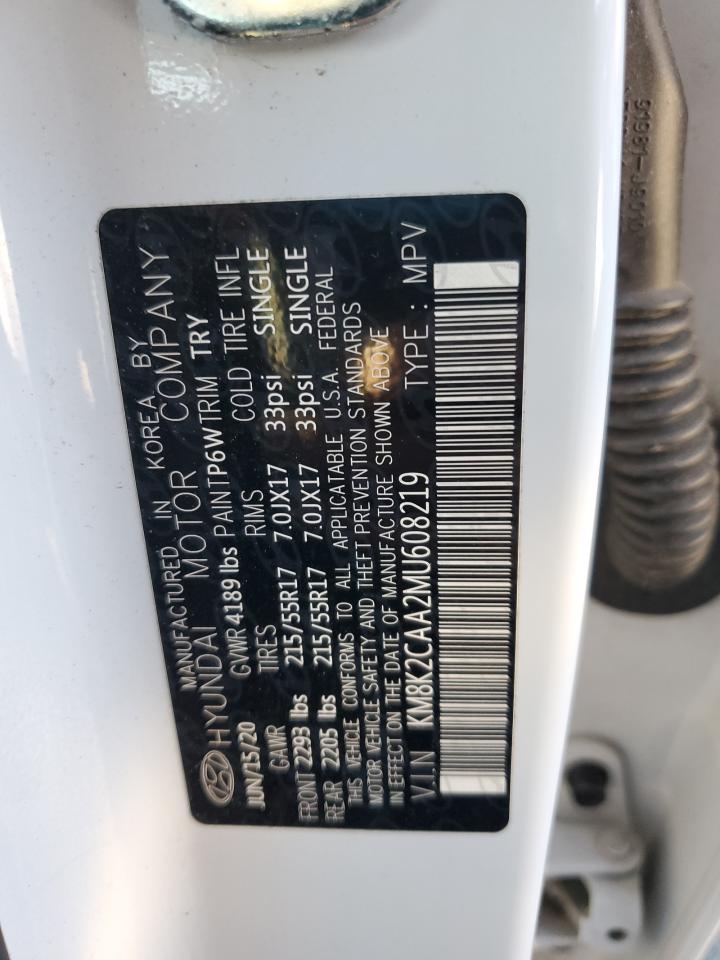 MANUFACTURED IN KOREA BY
HYUNDAI MOTOR COMPANY
JUN/15/20 GVWR 4189 lbs PAINT P6W TRIM TRY
GAWR TIRES RIMS COLD TIRE INFL
FRONT 2293 lbs 215/55R17 7.0JX17 33psi SINGLE
REAR 2205 lbs 215/55R17 7.0JX17 33psi SINGLE
THIS VEHICLE CONFORMS TO ALL APPLICATABLE U.S.A. FEDERAL
MOTOR VEHICLE SAFETY AND THEFT PREVENTION STANDARDS
IN EFFECT ON THE DATE OF MANUFACTURE SHOWN ABOVE
V.I.N : KM8K2CAA2MU608219 TYPE : MPV